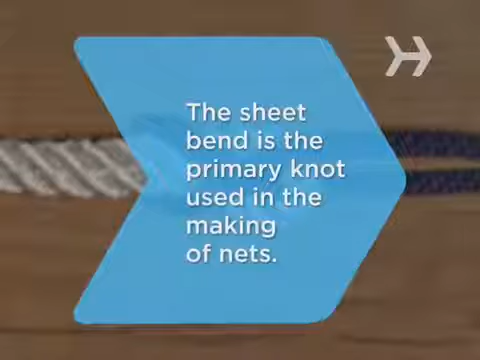 The sheet
bend is the
primary knot
used in the
making
of nets.